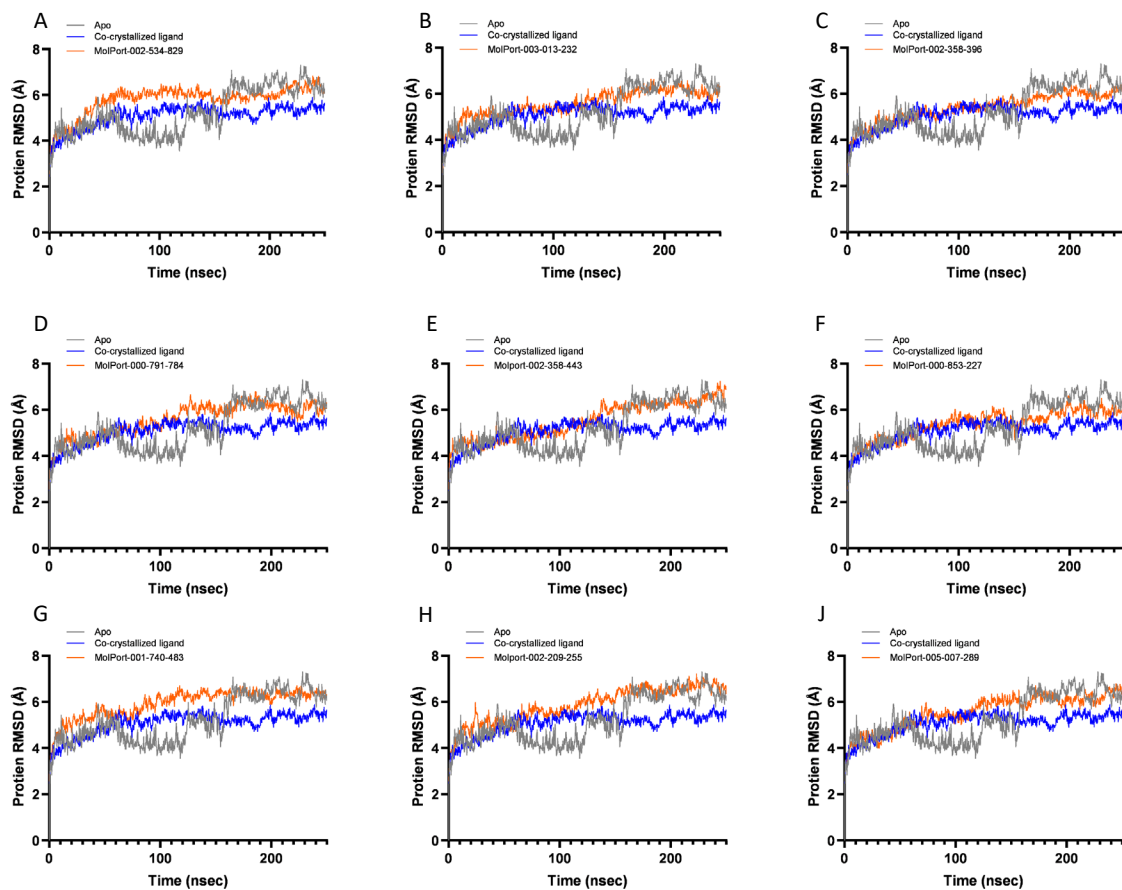 A
Apo
Co-crystallized ligand
MolPort-002-534-829
Protien RMSD (Å)
8
6
4
2
0
0 100 200
Time (nsec)
B
Apo
Co-crystallized ligand
MolPort-003-013-232
Protien RMSD (Å)
8
6
4
2
0
0 100 200
Time (nsec)
C
Apo
Co-crystallized ligand
MolPort-002-358-396
Protien RMSD (Å)
8
6
4
2
0
0 100 200
Time (nsec)
D
Apo
Co-crystallized ligand
MolPort-000-791-784
Protien RMSD (Å)
8
6
4
2
0
0 100 200
Time (nsec)
E
Apo
Co-crystallized ligand
Molport-002-358-443
Protien RMSD (Å)
8
6
4
2
0
0 100 200
Time (nsec)
F
Apo
Co-crystallized ligand
MolPort-000-853-227
Protien RMSD (Å)
8
6
4
2
0
0 100 200
Time (nsec)
G
Apo
Co-crystallized ligand
MolPort-001-740-483
Protien RMSD (Å)
8
6
4
2
0
0 100 200
Time (nsec)
H
Apo
Co-crystallized ligand
Molport-002-209-255
Protien RMSD (Å)
8
6
4
2
0
0 100 200
Time (nsec)
J
Apo
Co-crystallized ligand
MolPort-005-007-289
Protien RMSD (Å)
8
6
4
2
0
0 100 200
Time (nsec)